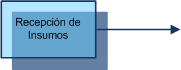 Recepción de
Insumos